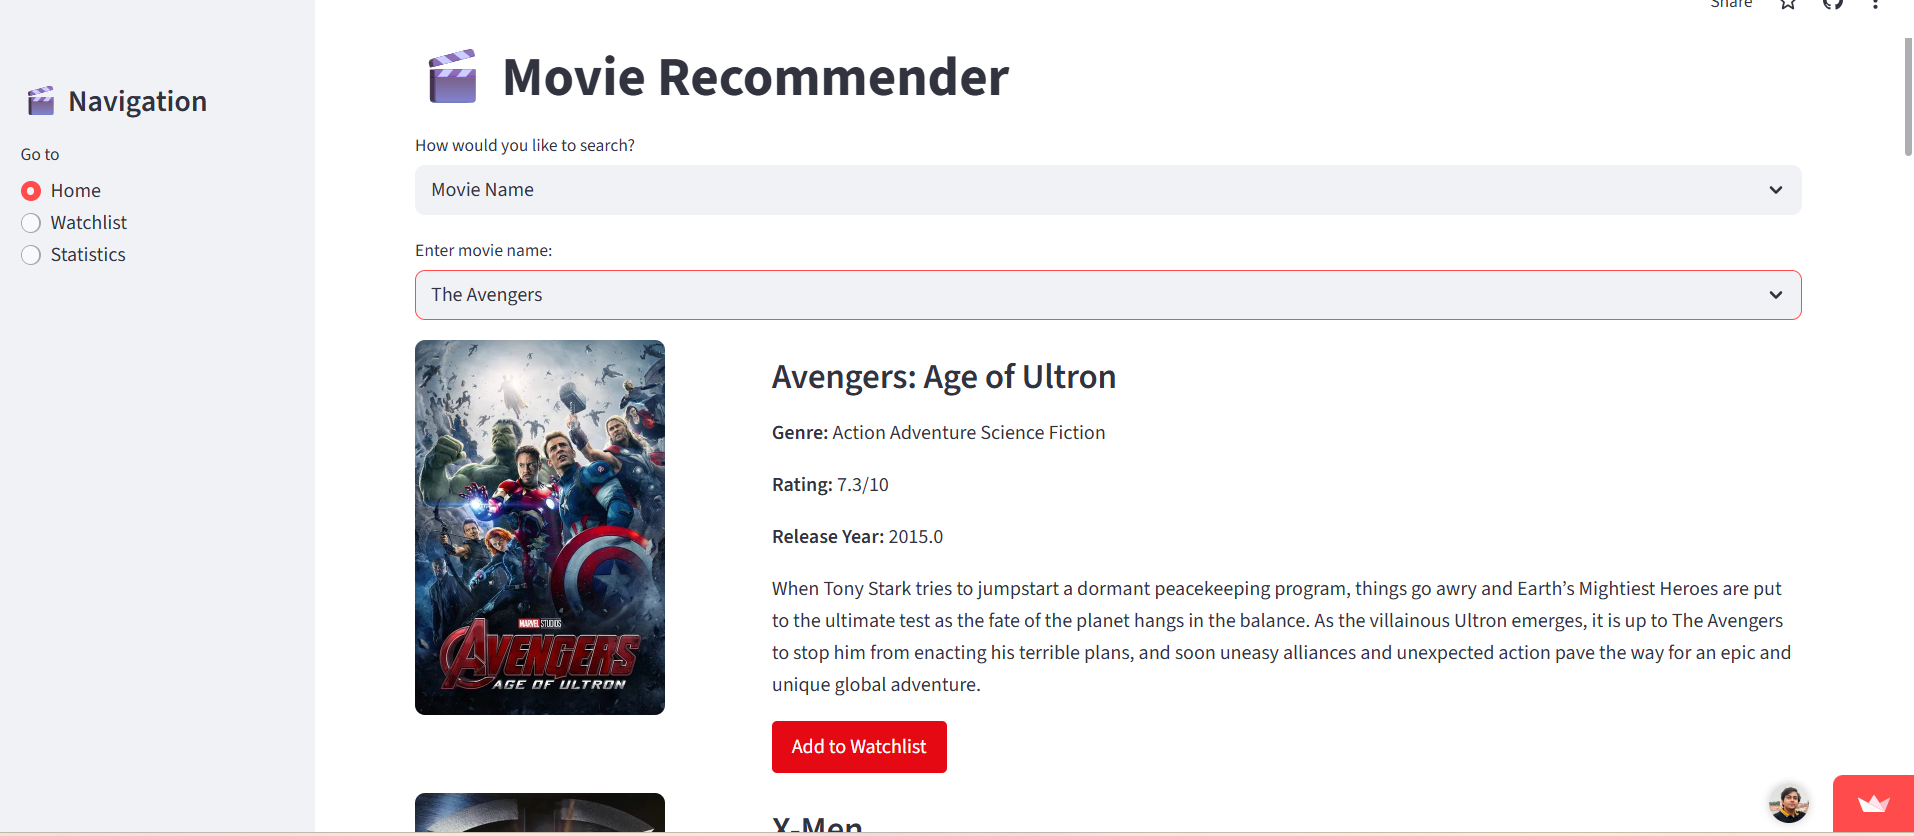 Share
Navigation
Go to
Home
Watchlist
Statistics
Movie Recommender
How would you like to search?
Movie Name
Enter movie name:
The Avengers
MARVEL STUDIOS
AVENGERS
AGE OF ULTRON
Avengers: Age of Ultron
Genre: Action Adventure Science Fiction
Rating: 7.3/10
Release Year: 2015.0
When Tony Stark tries to jumpstart a dormant peacekeeping program, things go awry and Earth’s Mightiest Heroes are put
to the ultimate test as the fate of the planet hangs in the balance. As the villainous Ultron emerges, it is up to The Avengers
to stop him from enacting his terrible plans, and soon uneasy alliances and unexpected action pave the way for an epic and
unique global adventure.
Add to Watchlist
X-Men